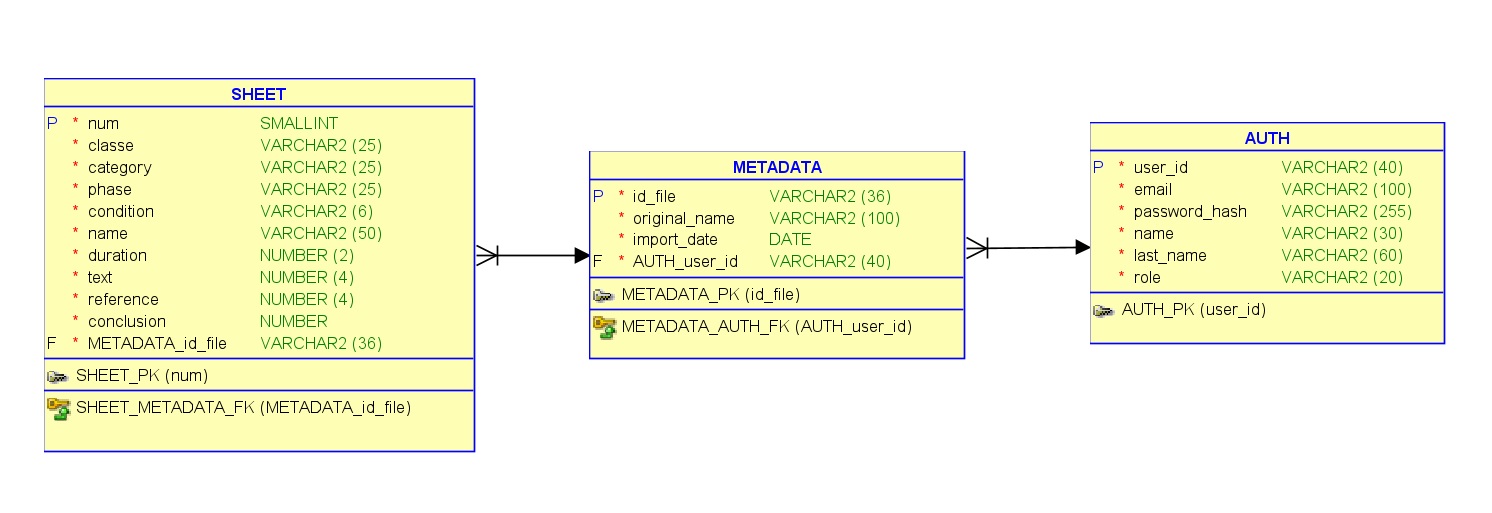 SHEET
P * num SMALLINT
* classe VARCHAR2 (25)
* category VARCHAR2 (25)
* phase VARCHAR2 (25)
* condition VARCHAR2 (6)
* name VARCHAR2 (50)
* duration NUMBER (2)
* text NUMBER (4)
* reference NUMBER (4)
* conclusion NUMBER
F * METADATA_id_file VARCHAR2 (36)
SHEET_PK (num)
SHEET_METADATA_FK (METADATA_id_file)
METADATA
P * id_file VARCHAR2 (36)
* original_name VARCHAR2 (100)
* import_date DATE
F * AUTH_user_id VARCHAR2 (40)
METADATA_PK (id_file)
METADATA_AUTH_FK (AUTH_user_id)
AUTH
P * user_id VARCHAR2 (40)
* email VARCHAR2 (100)
* password_hash VARCHAR2 (255)
* name VARCHAR2 (30)
* last_name VARCHAR2 (60)
* role VARCHAR2 (20)
AUTH_PK (user_id)